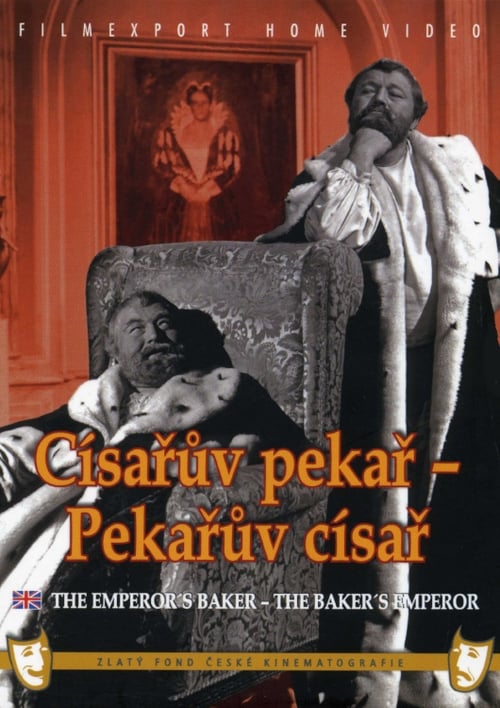 FILMEXPORT HOME VIDEO
Císařův pekař –
Pekařův císař
THE EMPEROR´S BAKER – THE BAKER´S EMPEROR
ZLATÝ FOND ČESKÉ KINEMATOGRAFIE